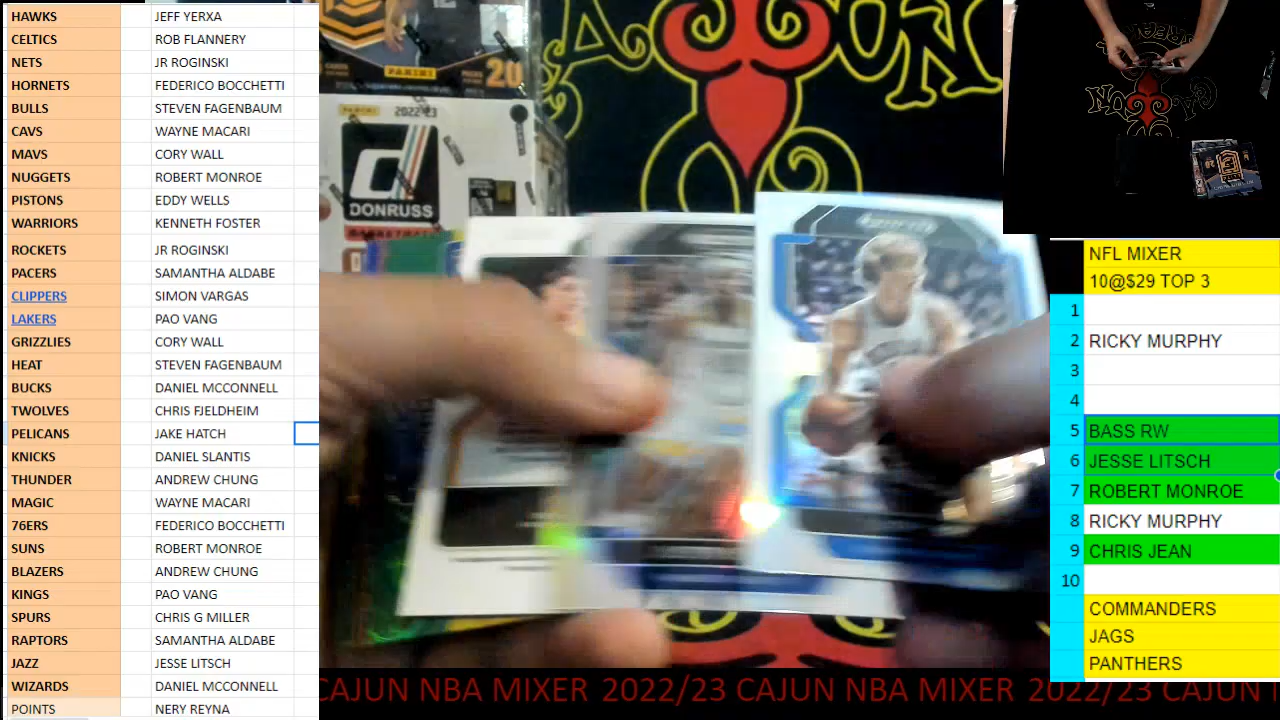 HAWKS JEFF YERXA
CELTICS ROB FLANNERY
NETS JR ROGINSKI
HORNETS FEDERICO BOCCHETTI
BULLS STEVEN FAGENBAUM
CAVS WAYNE MACARI
MAVS CORY WALL
NUGGETS ROBERT MONROE
PISTONS EDDY WELLS
WARRIORS KENNETH FOSTER
ROCKETS JR ROGINSKI
PACERS SAMANTHA ALDABE
CLIPPERS SIMON VARGAS
LAKERS PAO VANG
GRIZZLIES CORY WALL
HEAT STEVEN FAGENBAUM
BUCKS DANIEL MCCONNELL
TWOLVES CHRIS FJELDHEIM
PELICANS JAKE HATCH
KNICKS DANIEL SLANTIS
THUNDER ANDREW CHUNG
MAGIC WAYNE MACARI
76ERS FEDERICO BOCCHETTI
SUNS ROBERT MONROE
BLAZERS ANDREW CHUNG
KINGS PAO VANG
SPURS CHRIS G MILLER
RAPTORS SAMANTHA ALDABE
JAZZ JESSE LITSCH
WIZARDS DANIEL MCCONNELL
POINTS NERY REYNA
PANINI
20
PANINI 2022-23
DONRUSS
NFL MIXER
10@$29 TOP 3
1
2 RICKY MURPHY
3
4
5 BASS RW
6 JESSE LITSCH
7 ROBERT MONROE
8 RICKY MURPHY
9 CHRIS JEAN
10
COMMANDERS
JAGS
PANTHERS
CAJUN NBA MIXER 2022/23 CAJUN NBA MIXER 2022/23 CAJUN